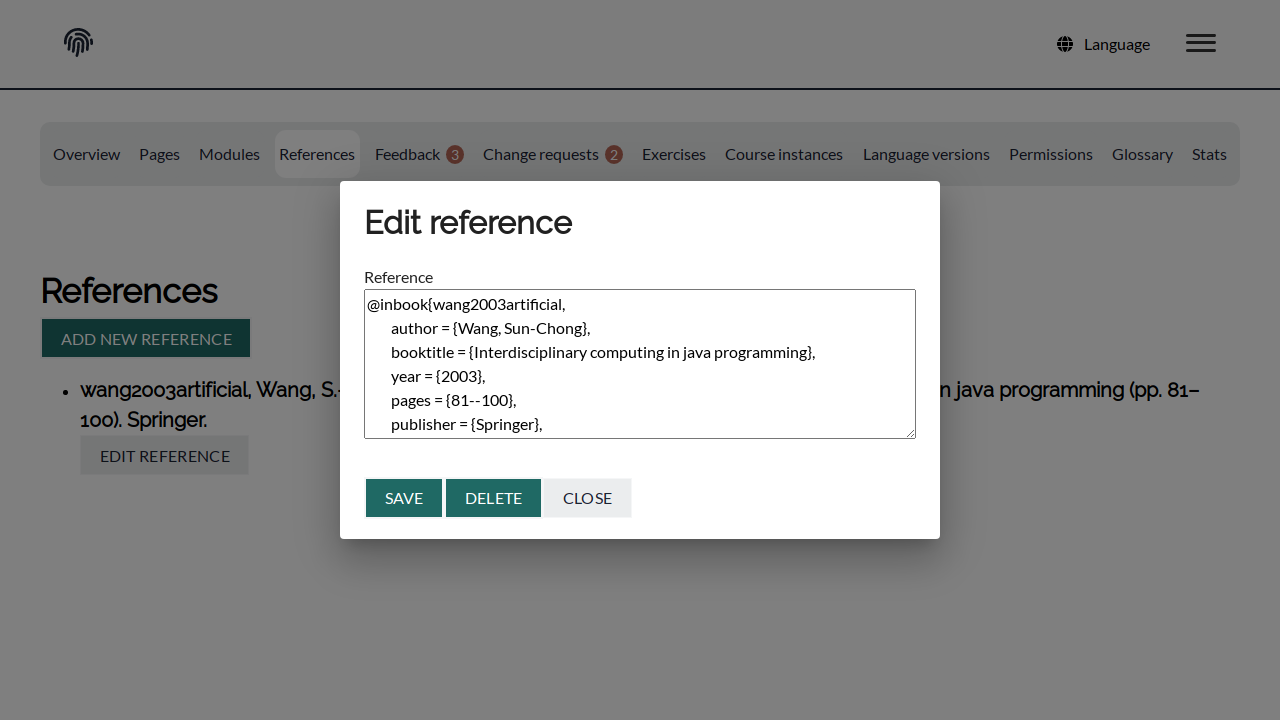 Language
Overview Pages Modules References Feedback 3 Change requests 2 Exercises Course instances Language versions Permissions Glossary Stats
Edit reference
Reference
@inbook{wang2003artificial,
author = {Wang, Sun-Chong},
booktitle = {Interdisciplinary computing in java programming},
year = {2003},
pages = {81--100},
publisher = {Springer},
SAVE DELETE CLOSE
References
ADD NEW REFERENCE
wang2003artificial, Wang, S.- n java programming (pp. 81–
100). Springer.
EDIT REFERENCE